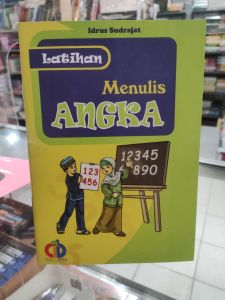 Idrus Sudrajat
Latihan
Menulis
ANGKA
123
456
12345
890